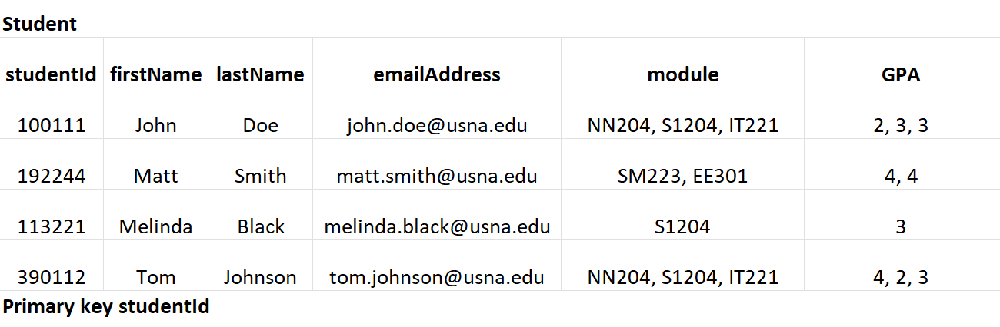 Student
studentId firstName lastName emailAddress module GPA
100111 John Doe john.doe@usna.edu NN204, S1204, IT221 2, 3, 3
192244 Matt Smith matt.smith@usna.edu SM223, EE301 4, 4
113221 Melinda Black melinda.black@usna.edu S1204 3
390112 Tom Johnson tom.johnson@usna.edu NN204, S1204, IT221 4, 2, 3
Primary key studentId